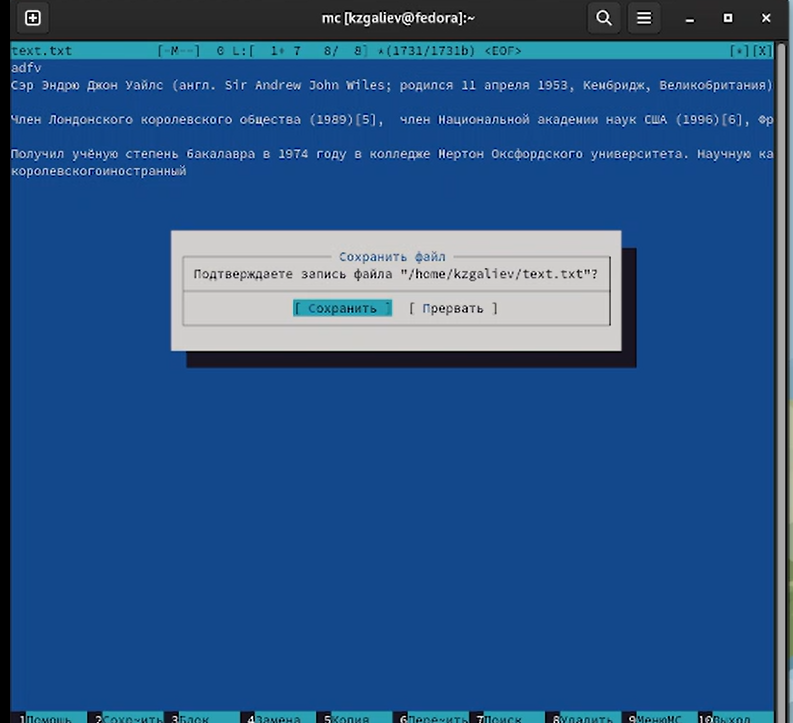 mc [kzgaliev@fedora]:~
text.txt [-M--] 0 L:[ 1+ 7 8/ 8] *(1731/1731b) <EOF> [*][X]
adfv
Сэр Эндрю Джон Уайлс (англ. Sir Andrew John Wiles; родился 11 апреля 1953, Кембридж, Великобритания)
Член Лондонского королевского общества (1989)[5], член Национальной академии наук США (1996)[6], Фр
Получил учёную степень бакалавра в 1974 году в колледже Мертон Оксфордского университета. Научную ка
королевскогоиностранный
Сохранить файл
Подтверждаете запись файла "/home/kzgaliev/text.txt"?
[ Сохранить ] [ Прервать ]
1Помощь 2Сохр~ить 3Блок 4Замена 5Копия 6Пере~ить 7Поиск 8Удалить 9МенюMC 10Выход